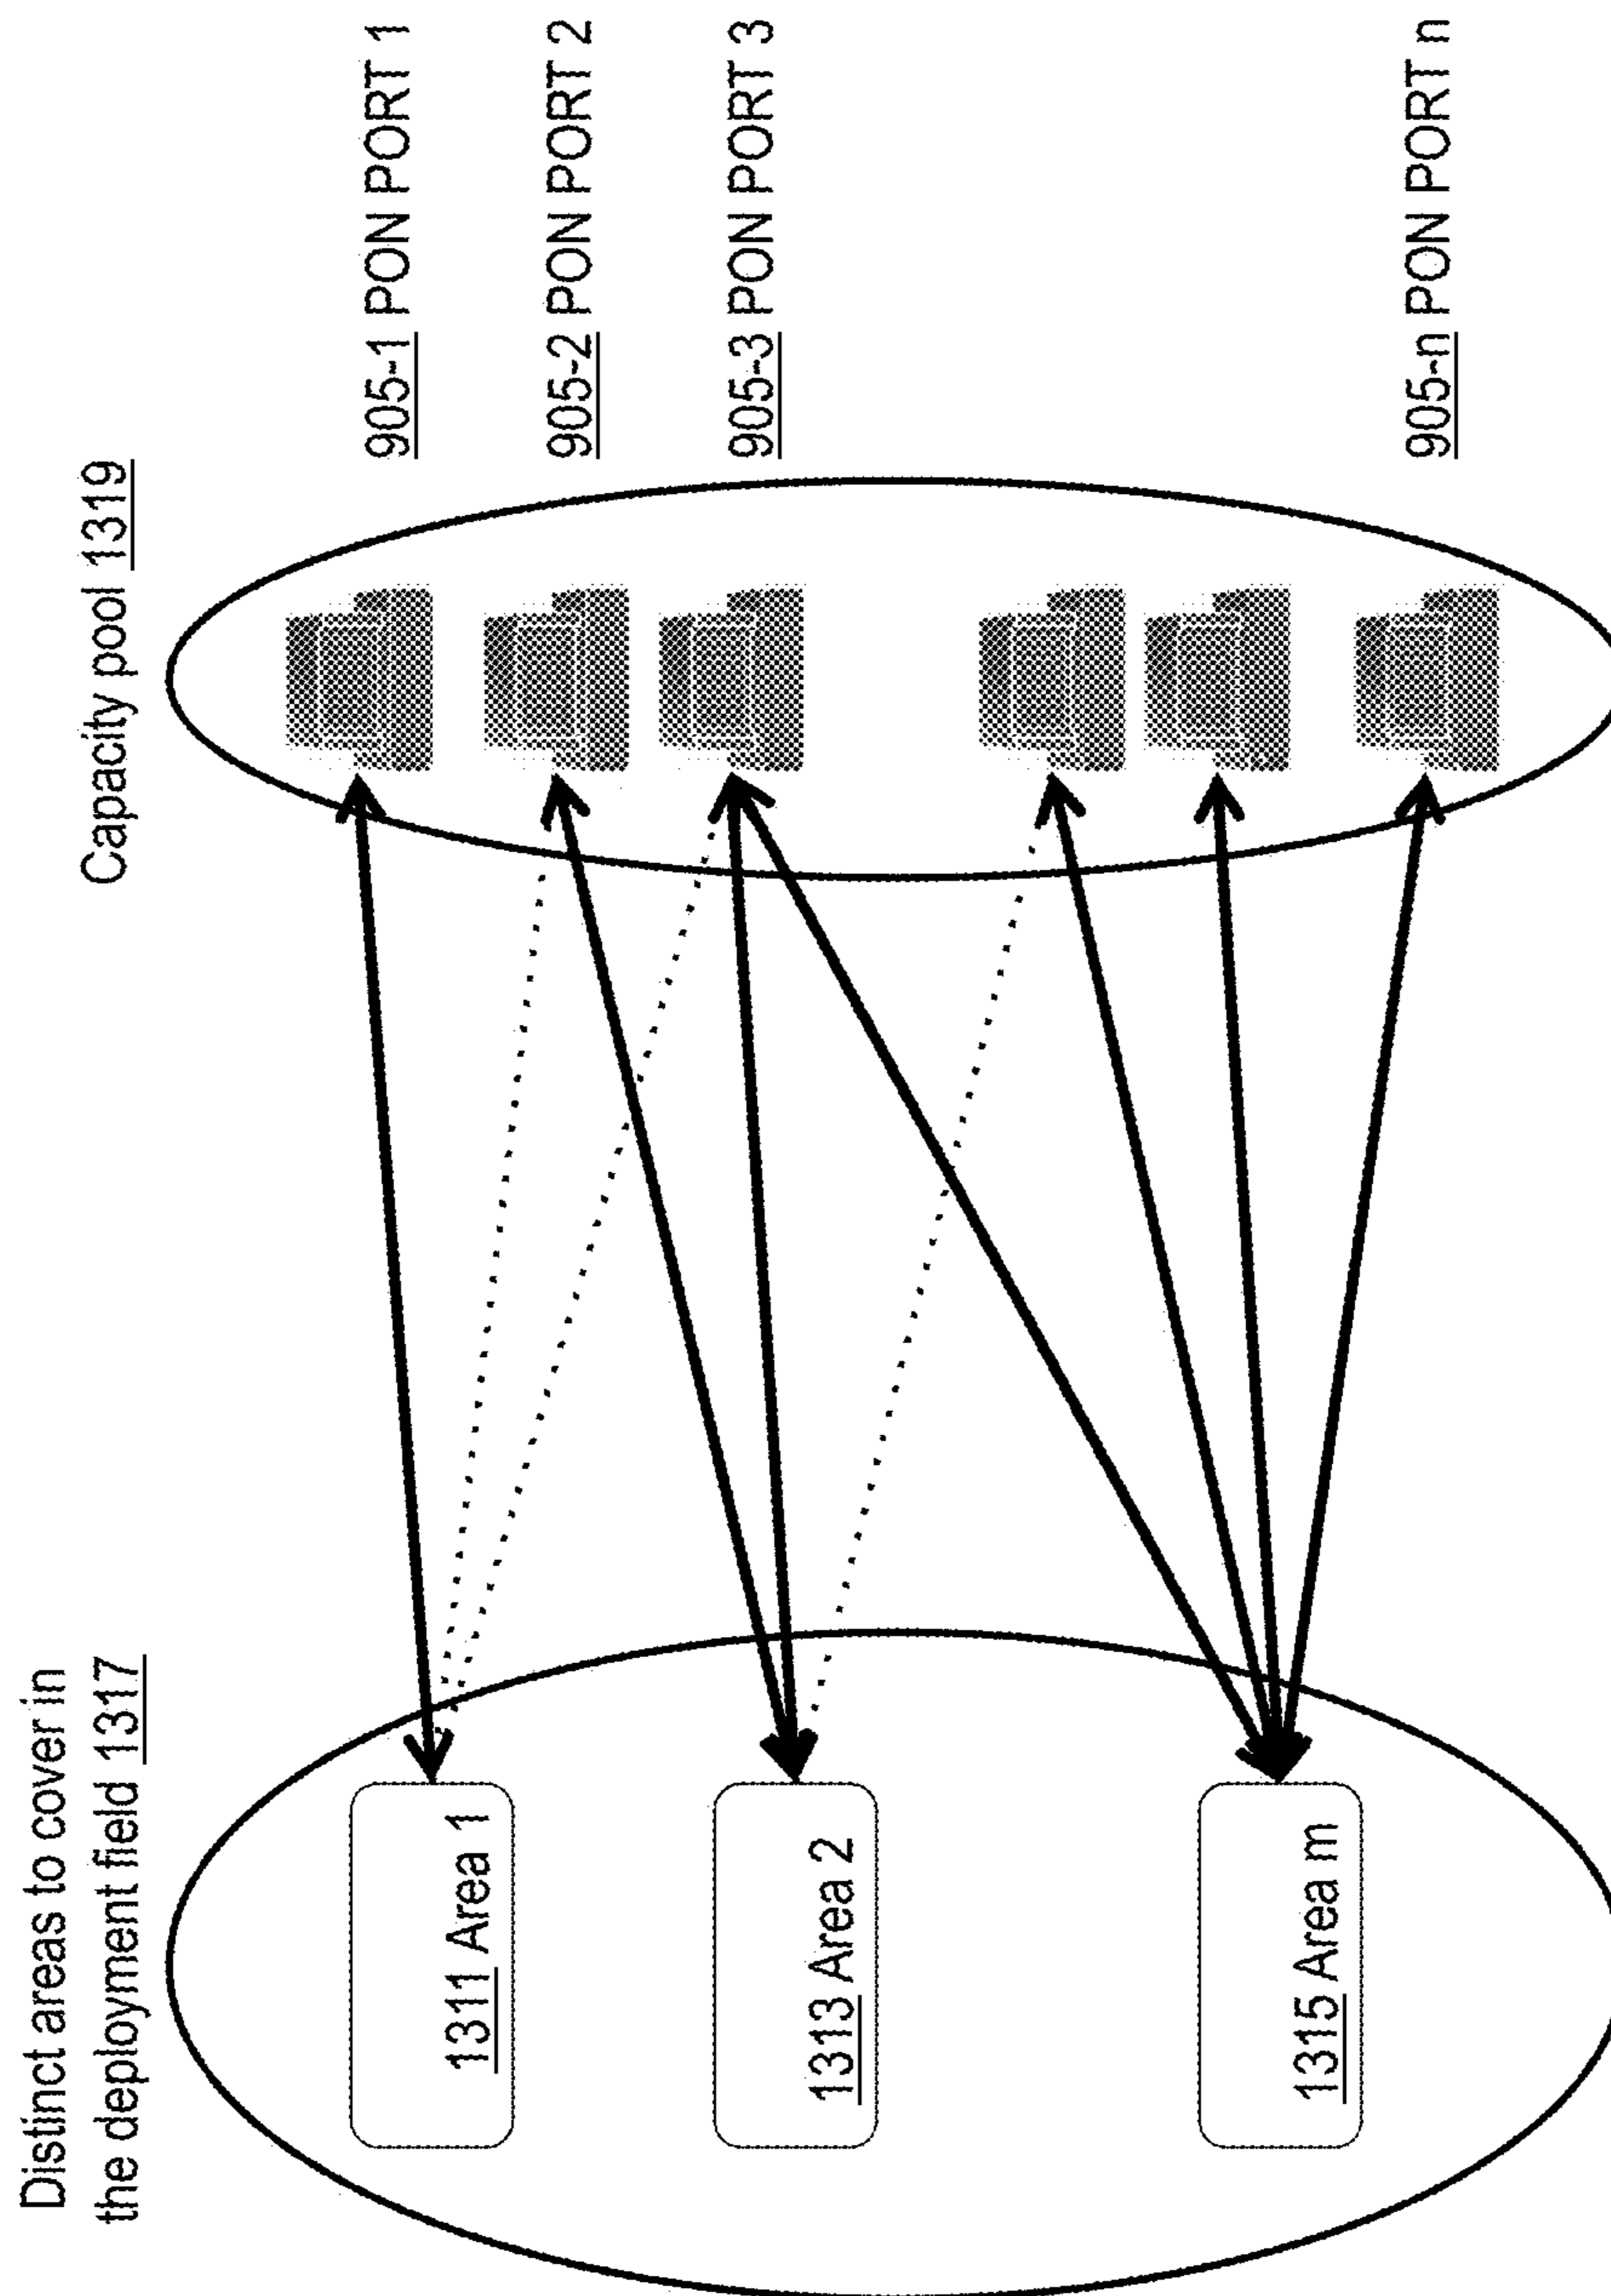 Distinct areas to cover in
the deployment field 1317
Capacity pool 1319
1311 Area 1
1313 Area 2
1315 Area m
905-1 PON PORT 1
905-2 PON PORT 2
905-3 PON PORT 3
905-n PON PORT n